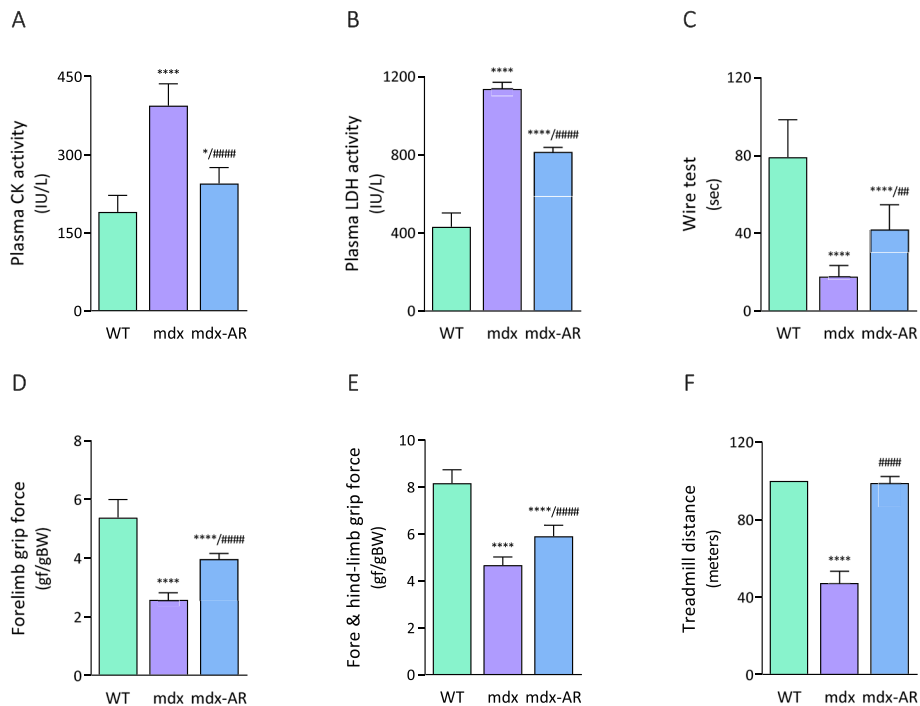 A
Plasma CK activity
(IU/L)
450
300
150
0
****
*/####
WT mdx mdx-AR
B
Plasma LDH activity
(IU/L)
1200
800
400
0
****
****/####
WT mdx mdx-AR
C
Wire test
(sec)
120
80
40
0
****
****/##
WT mdx mdx-AR
D
Forelimb grip force
(gf/gBW)
8
6
4
2
0
****
****/####
WT mdx mdx-AR
E
Fore & hind-limb grip force
(gf/gBW)
10
8
6
4
2
0
****
****/####
WT mdx mdx-AR
F
Treadmill distance
(meters)
120
80
40
0
****
####
WT mdx mdx-AR